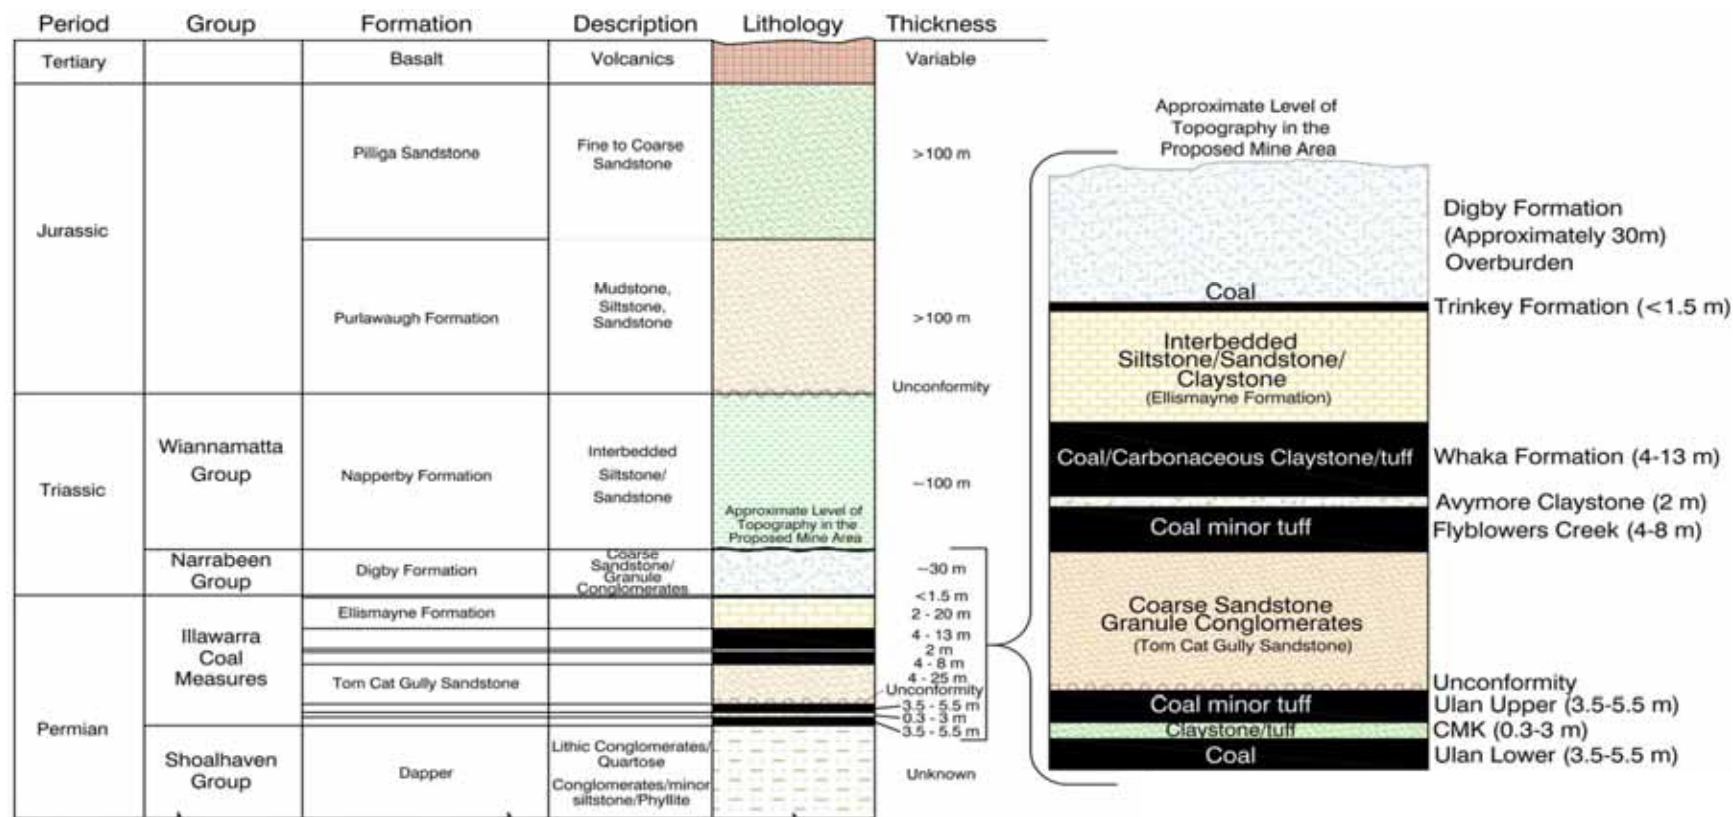 Period Group Formation Description Lithology Thickness
Tertiary Basalt Volcanics Variable
Jurassic
Pilliga Sandstone
Fine to Coarse
Sandstone
>100 m
Purlawaugh Formation
Mudstone,
Siltstone,
Sandstone
>100 m
Unconformity
Triassic
Wiannamatta
Group
Napperby Formation
Interbedded
Siltstone/
Sandstone
~100 m
Approximate Level of
Topography in the
Proposed Mine Area
Narrabeen
Group
Digby Formation
Coarse
Sandstone/
Granule
Conglomerates
~30 m
<1.5 m
Permian
Illawarra
Coal
Measures
Ellismayne Formation
2 - 20 m
4 - 13 m
2 m
4 - 8 m
Tom Cat Gully Sandstone
4 - 25 m
Unconformity
3.5 - 5.5 m
0.3 - 3 m
3.5 - 5.5 m
Shoalhaven
Group
Dapper
Lithic Conglomerates/
Quartose
Conglomerates/minor
siltstone/Phyllite
Unknown
Approximate Level of
Topography in the
Proposed Mine Area
Digby Formation
(Approximately 30m)
Overburden
Coal
Trinkey Formation (<1.5 m)
Interbedded
Siltstone/Sandstone/
Claystone
(Ellismayne Formation)
Coal/Carbonaceous Claystone/tuff
Whaka Formation (4-13 m)
Avymore Claystone (2 m)
Coal minor tuff
Flyblowers Creek (4-8 m)
Coarse Sandstone
Granule Conglomerates
(Tom Cat Gully Sandstone)
Unconformity
Coal minor tuff
Ulan Upper (3.5-5.5 m)
Claystone/tuff
CMK (0.3-3 m)
Coal
Ulan Lower (3.5-5.5 m)